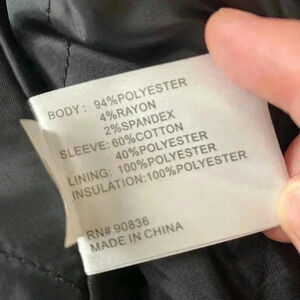 BODY: 94%POLYESTER
4%RAYON
2%SPANDEX
SLEEVE: 60%COTTON
40%POLYESTER
LINING: 100%POLYESTER
INSULATION:100%POLYESTER
RN# 90836
MADE IN CHINA